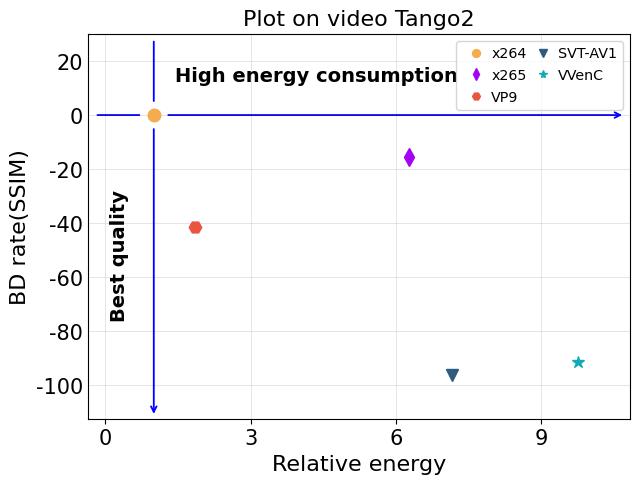 Plot on video Tango2
High energy consumption
x264
x265
VP9
SVT-AV1
VVenC
BD rate(SSIM)
20
0
-20
-40
-60
-80
-100
Best quality
0 3 6 9
Relative energy